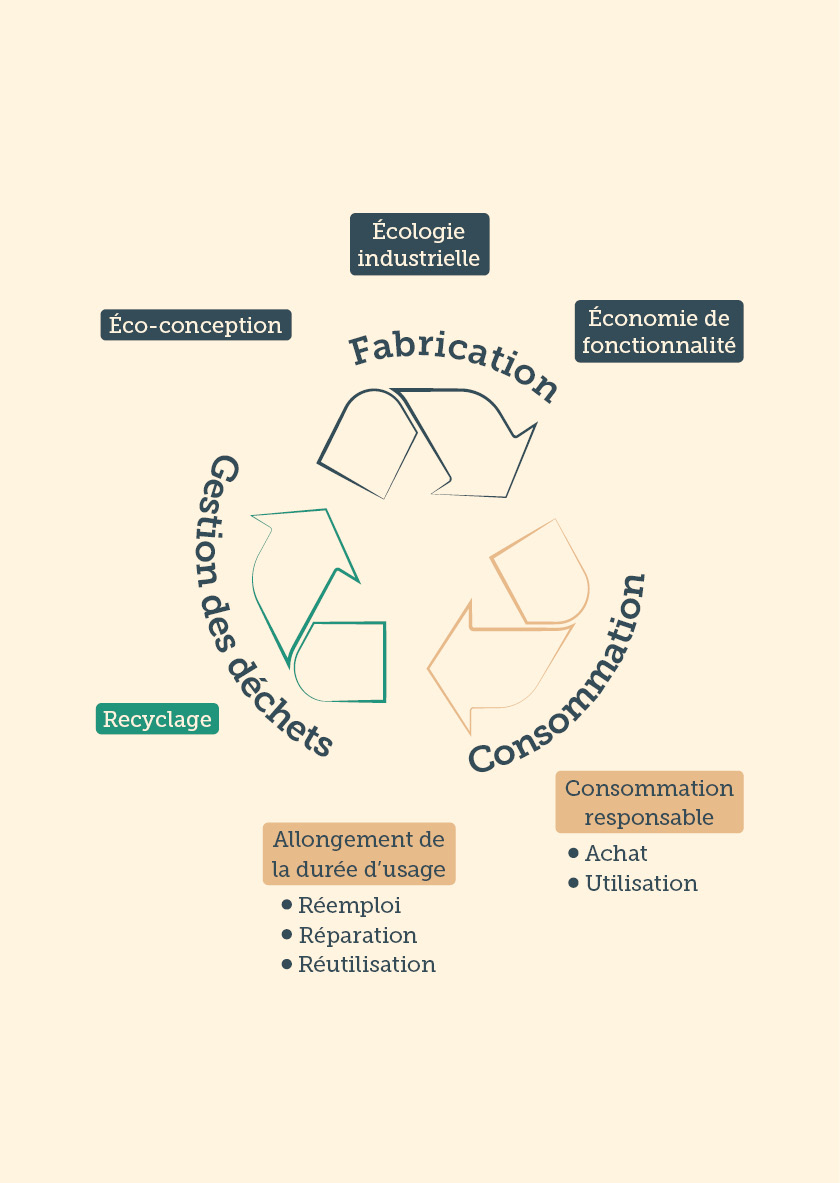 Écologie
industrielle
Éco-conception
Économie de
fonctionnalité
Fabrication
Gestion des déchets
Consommation
Recyclage
Consommation
responsable
• Achat
• Utilisation
Allongement de
la durée d’usage
• Réemploi
• Réparation
• Réutilisation